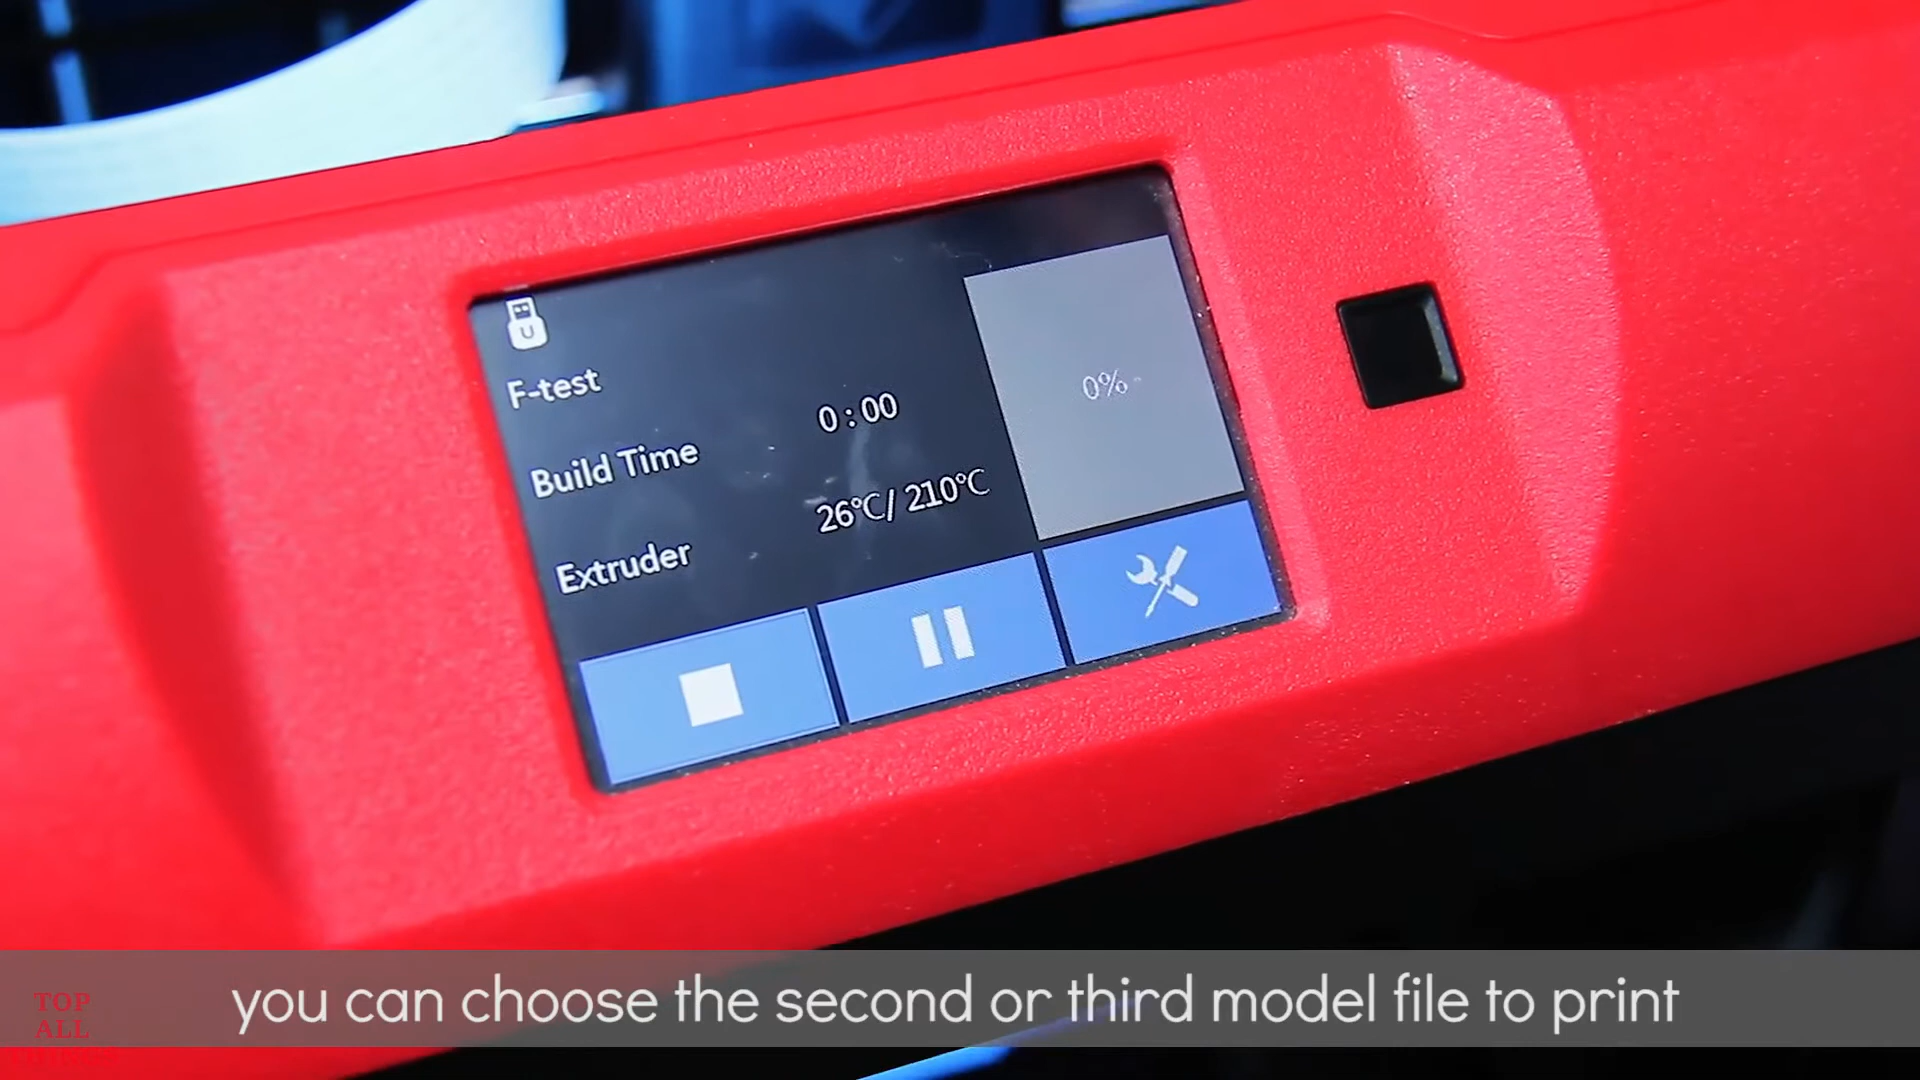 U
F-test
Build Time
0 : 00
Extruder
26℃/ 210℃
0%
you can choose the second or third model file to print
TOP
ALL